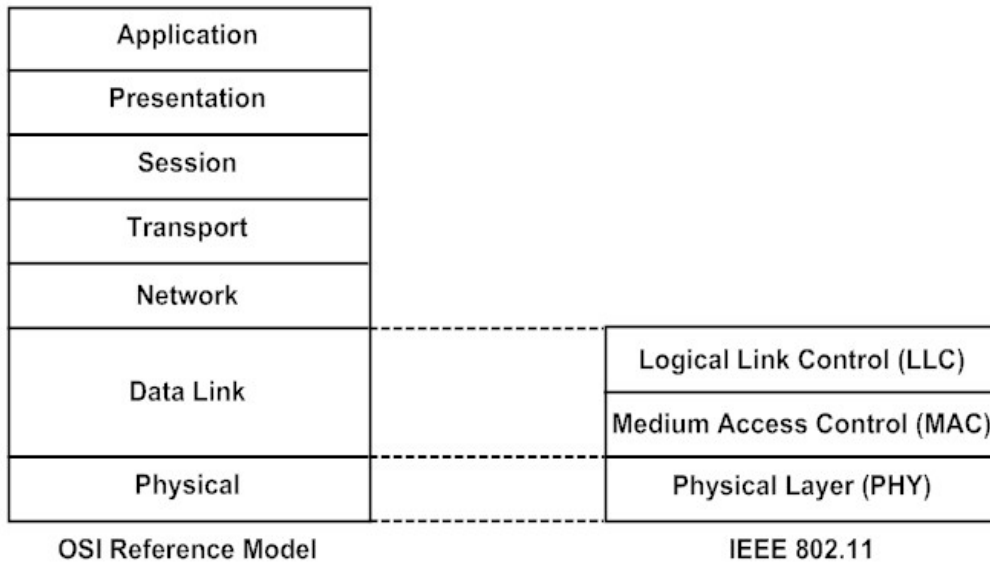 Application
Presentation
Session
Transport
Network
Data Link
Physical
OSI Reference Model
Logical Link Control (LLC)
Medium Access Control (MAC)
Physical Layer (PHY)
IEEE 802.11